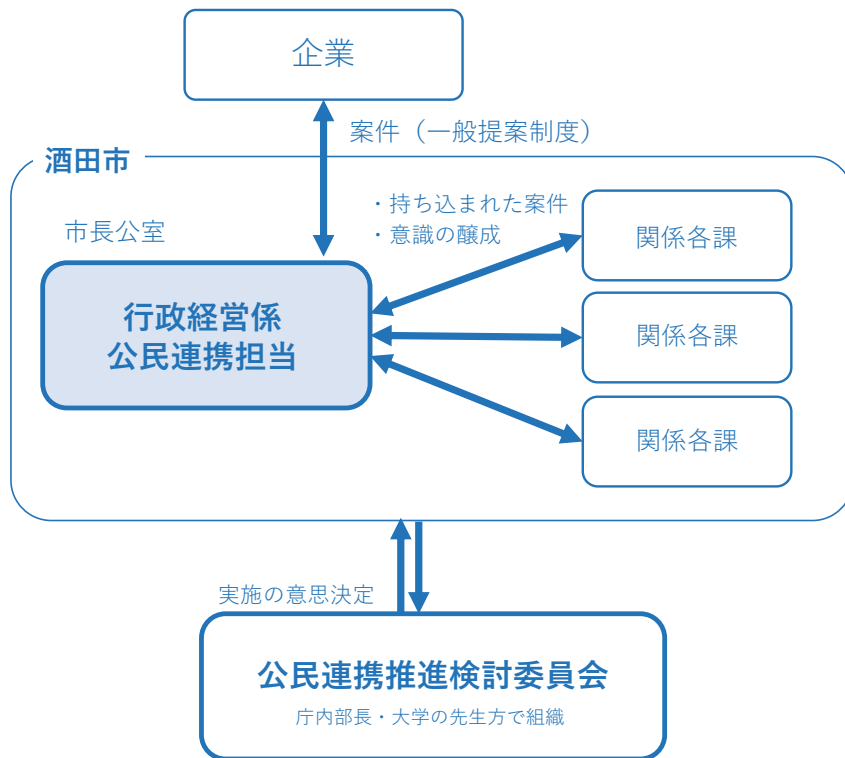 企業
案件（一般提案制度）
酒田市
市長公室
・持ち込まれた案件
・意識の醸成
行政経営係
公民連携担当
関係各課
関係各課
関係各課
実施の意思決定
公民連携推進検討委員会
庁内部長・大学の先生方で組織